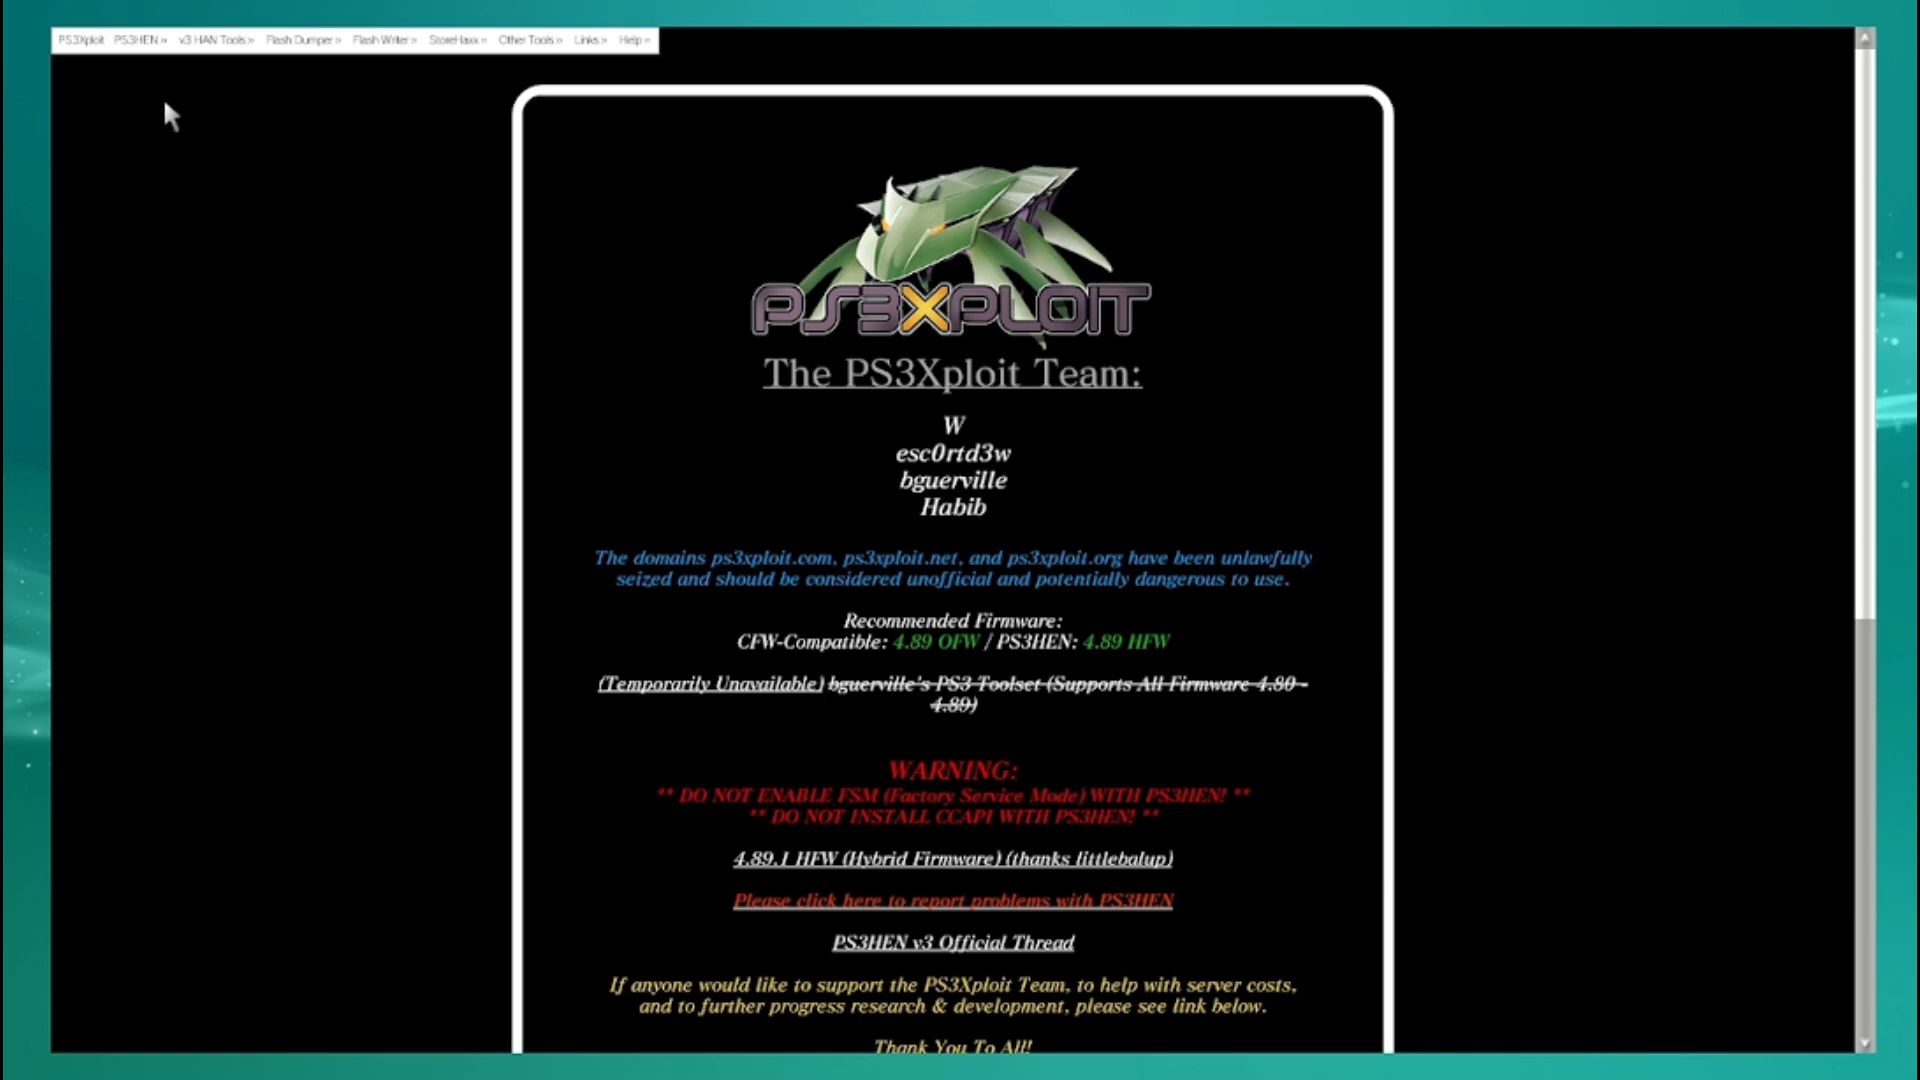 PS3Xploit PS3HEN » v3 HAN Tools » Flash Dumper » Flash Writer » StoreHaxx » Other Tools » Links » Help »
PS3XPLOIT
The PS3Xploit Team:
W
esc0rtd3w
bguerville
Habib
The domains ps3xploit.com, ps3xploit.net, and ps3xploit.org have been unlawfully
seized and should be considered unofficial and potentially dangerous to use.
Recommended Firmware:
CFW-Compatible: 4.89 OFW / PS3HEN: 4.89 HFW
(Temporarily Unavailable) bguerville's PS3 Toolset (Supports All Firmware 4.80 -
4.89)
WARNING:
** DO NOT ENABLE FSM (Factory Service Mode) WITH PS3HEN! **
** DO NOT INSTALL CCAPI WITH PS3HEN! **
4.89.1 HFW (Hybrid Firmware) (thanks littlebalup)
Please click here to report problems with PS3HEN
PS3HEN v3 Official Thread
If anyone would like to support the PS3Xploit Team, to help with server costs,
and to further progress research & development, please see link below.
Thank You To All!